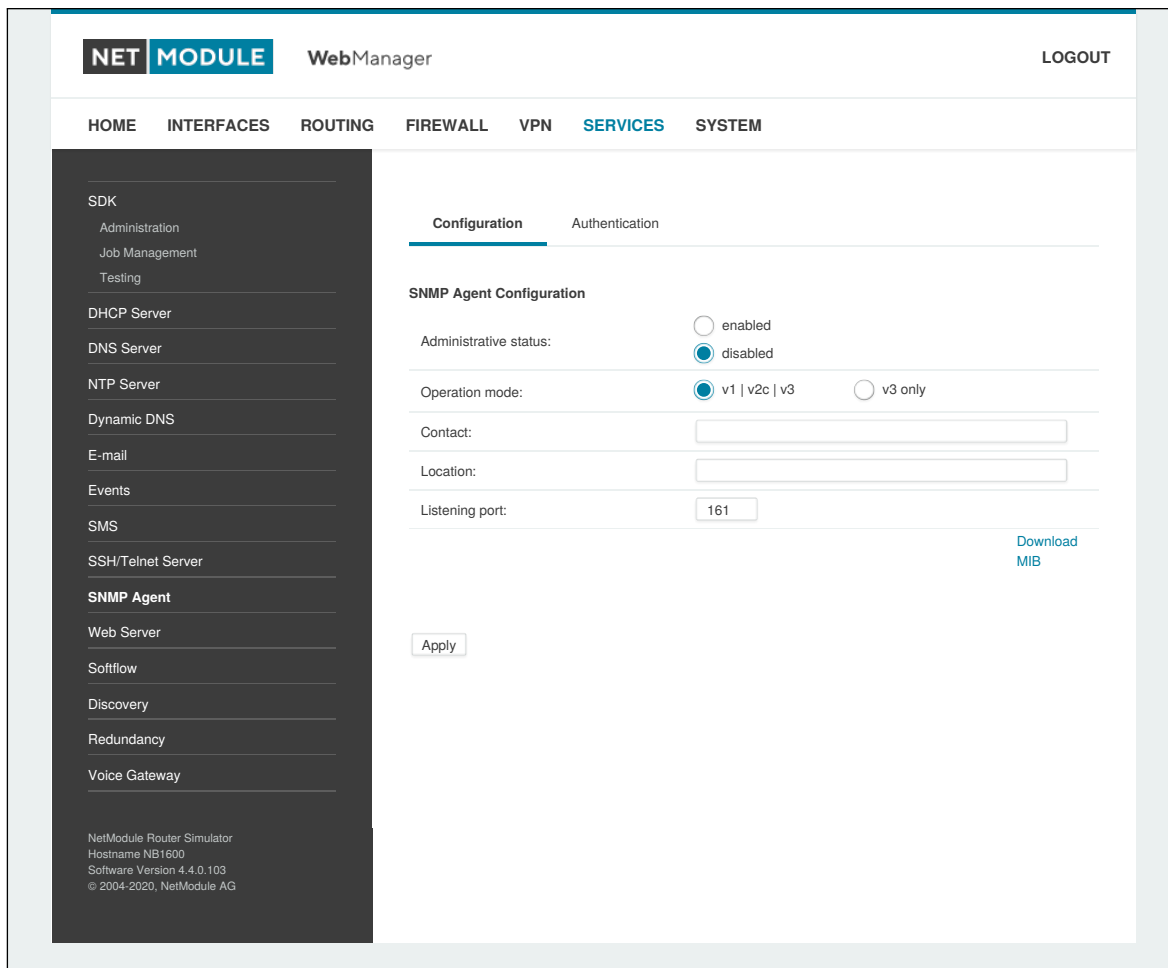 NET MODULE WebManager LOGOUT
HOME INTERFACES ROUTING FIREWALL VPN SERVICES SYSTEM
SDK
Administration
Job Management
Testing
DHCP Server
DNS Server
NTP Server
Dynamic DNS
E-mail
Events
SMS
SSH/Telnet Server
SNMP Agent
Web Server
Softflow
Discovery
Redundancy
Voice Gateway
NetModule Router Simulator
Hostname NB1600
Software Version 4.4.0.103
© 2004-2020, NetModule AG
Configuration Authentication
SNMP Agent Configuration
Administrative status:
enabled
disabled
Operation mode: v1 | v2c | v3 v3 only
Contact:
Location:
Listening port: 161
Download
MIB
Apply